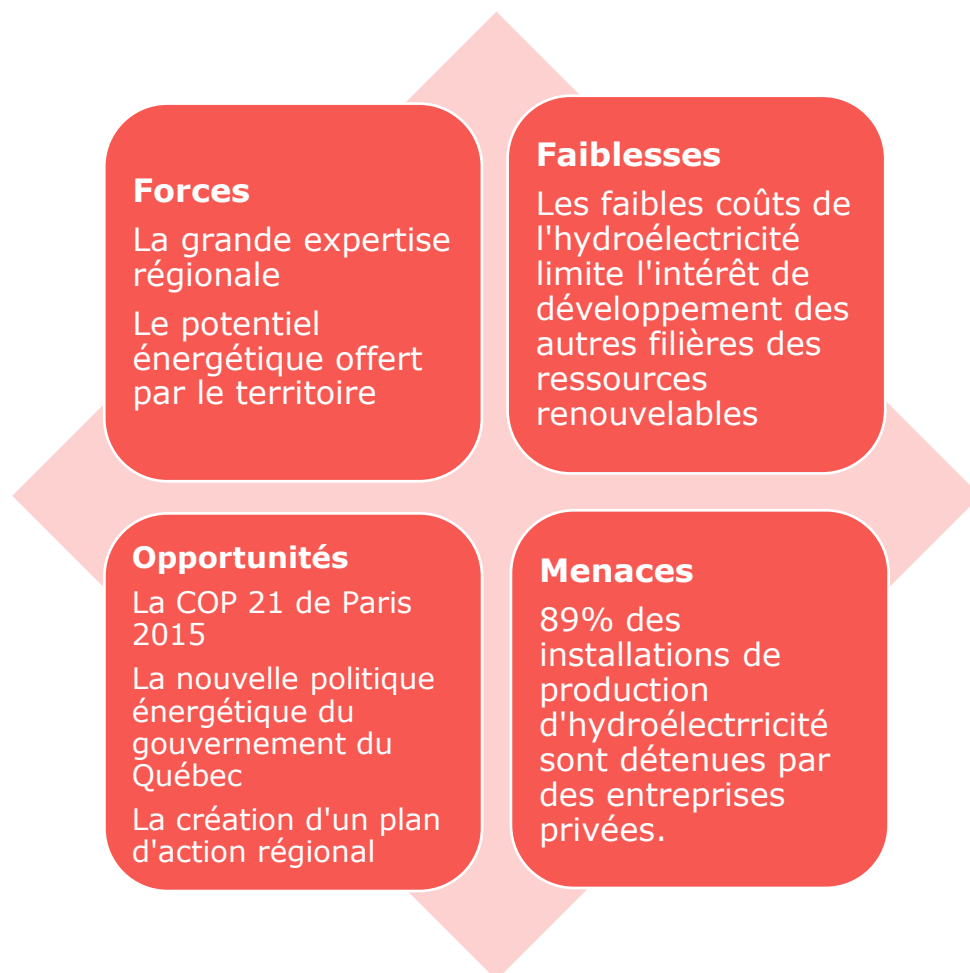 Forces
La grande expertise
régionale
Le potentiel
énergétique offert
par le territoire
Faiblesses
Les faibles coûts de
l'hydroélectricité
limite l'intérêt de
développement des
autres filières des
ressources
renouvelables
Opportunités
La COP 21 de Paris
2015
La nouvelle politique
énergétique du
gouvernement du
Québec
La création d'un plan
d'action régional
Menaces
89% des
installations de
production
d'hydroélectrricité
sont détenues par
des entreprises
privées.